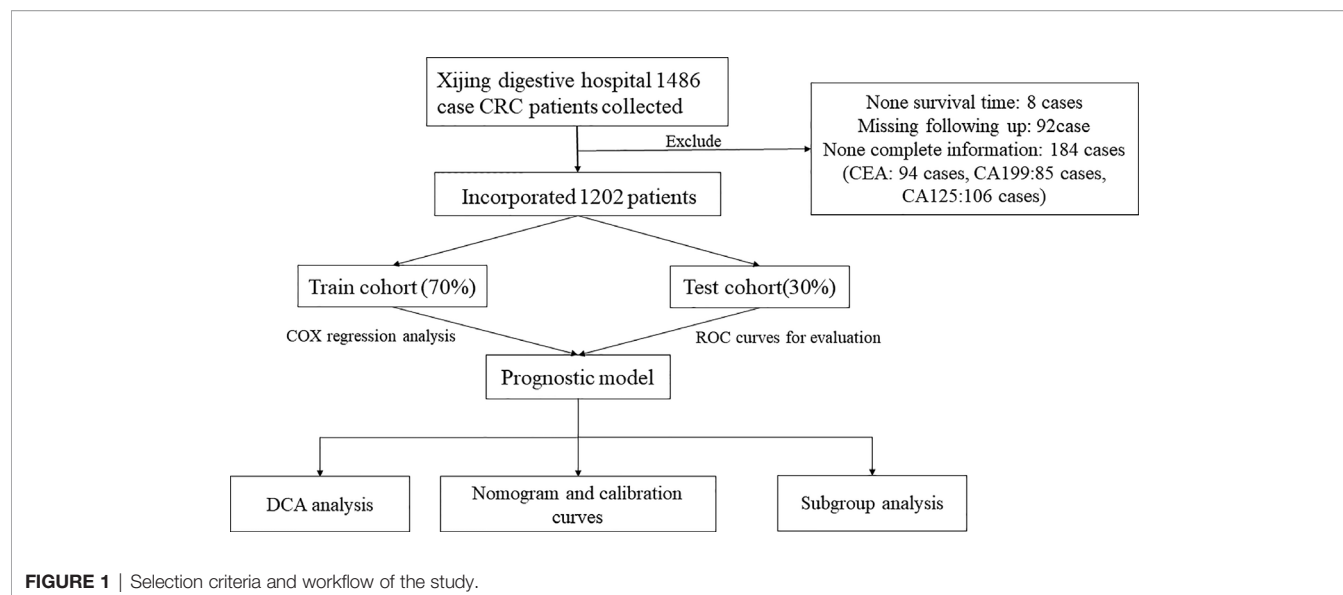 Xijing digestive hospital 1486
case CRC patients collected
None survival time: 8 cases
Missing following up: 92case
None complete information: 184 cases
(CEA: 94 cases, CA199:85 cases,
CA125:106 cases)
Exclude
Incorporated 1202 patients
Train cohort (70%)
Test cohort(30%)
COX regression analysis
ROC curves for evaluation
Prognostic model
DCA analysis
Nomogram and calibration
curves
Subgroup analysis
FIGURE 1 | Selection criteria and workflow of the study.